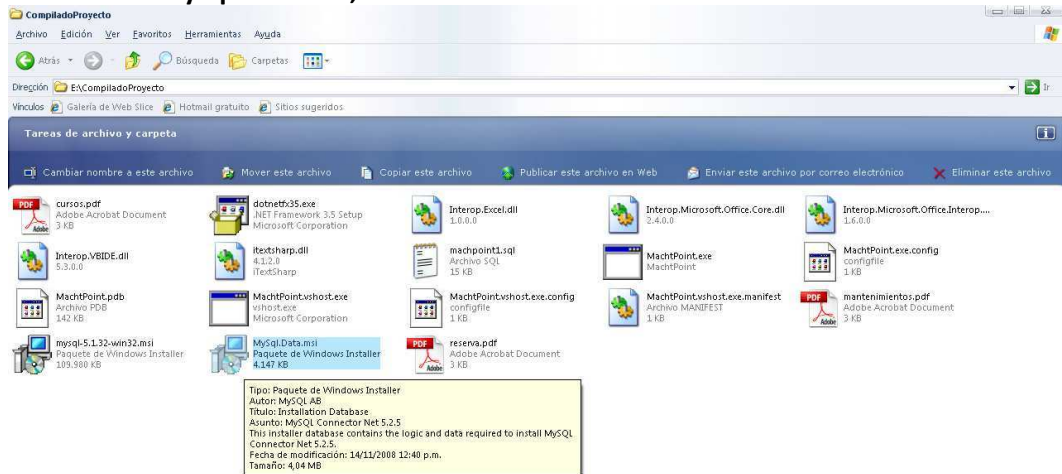 CompiladoProyecto
Archivo Edición Ver Favoritos Herramientas Ayuda
Atrás Búsqueda Carpetas
Dirección E:\CompiladoProyecto Ir
Vínculos Galería de Web Slice Hotmail gratuito Sitios sugeridos
Tareas de archivo y carpeta
Cambiar nombre a este archivo Mover este archivo Copiar este archivo Publicar este archivo en Web Enviar este archivo por correo electrónico Eliminar este archivo
cursos.pdf
Adobe Acrobat Document
3 KB
dotnetfx35.exe
.NET Framework 3.5 Setup
Microsoft Corporation
Interop.Excel.dll
1.0.0.0
Interop.Microsoft.Office.Core.dll
2.4.0.0
Interop.Microsoft.Office.Interop....
1.6.0.0
Interop.VBIDE.dll
5.3.0.0
itextsharp.dll
4.1.2.0
iTextSharp
machpoint1.sql
Archivo SQL
15 KB
MachtPoint.exe
MachtPoint
MachtPoint.exe.config
configfile
1 KB
MachtPoint.pdb
Archivo PDB
142 KB
MachtPoint.vshost.exe
vshost.exe
Microsoft Corporation
MachtPoint.vshost.exe.config
configfile
1 KB
MachtPoint.vshost.exe.manifest
Archivo MANIFEST
1 KB
mantenimientos.pdf
Adobe Acrobat Document
3 KB
mysql-5.1.32-win32.msi
Paquete de Windows Installer
109.980 KB
MySql.Data.msi
Paquete de Windows Installer
4.147 KB
reserva.pdf
Adobe Acrobat Document
3 KB
Tipo: Paquete de Windows Installer
Autor: MySQL AB
Título: Installation Database
Asunto: MySQL Connector Net 5.2.5
This installer database contains the logic and data required to install MySQL
Connector Net 5.2.5.
Fecha de modificación: 14/11/2008 12:40 p.m.
Tamaño: 4,04 MB